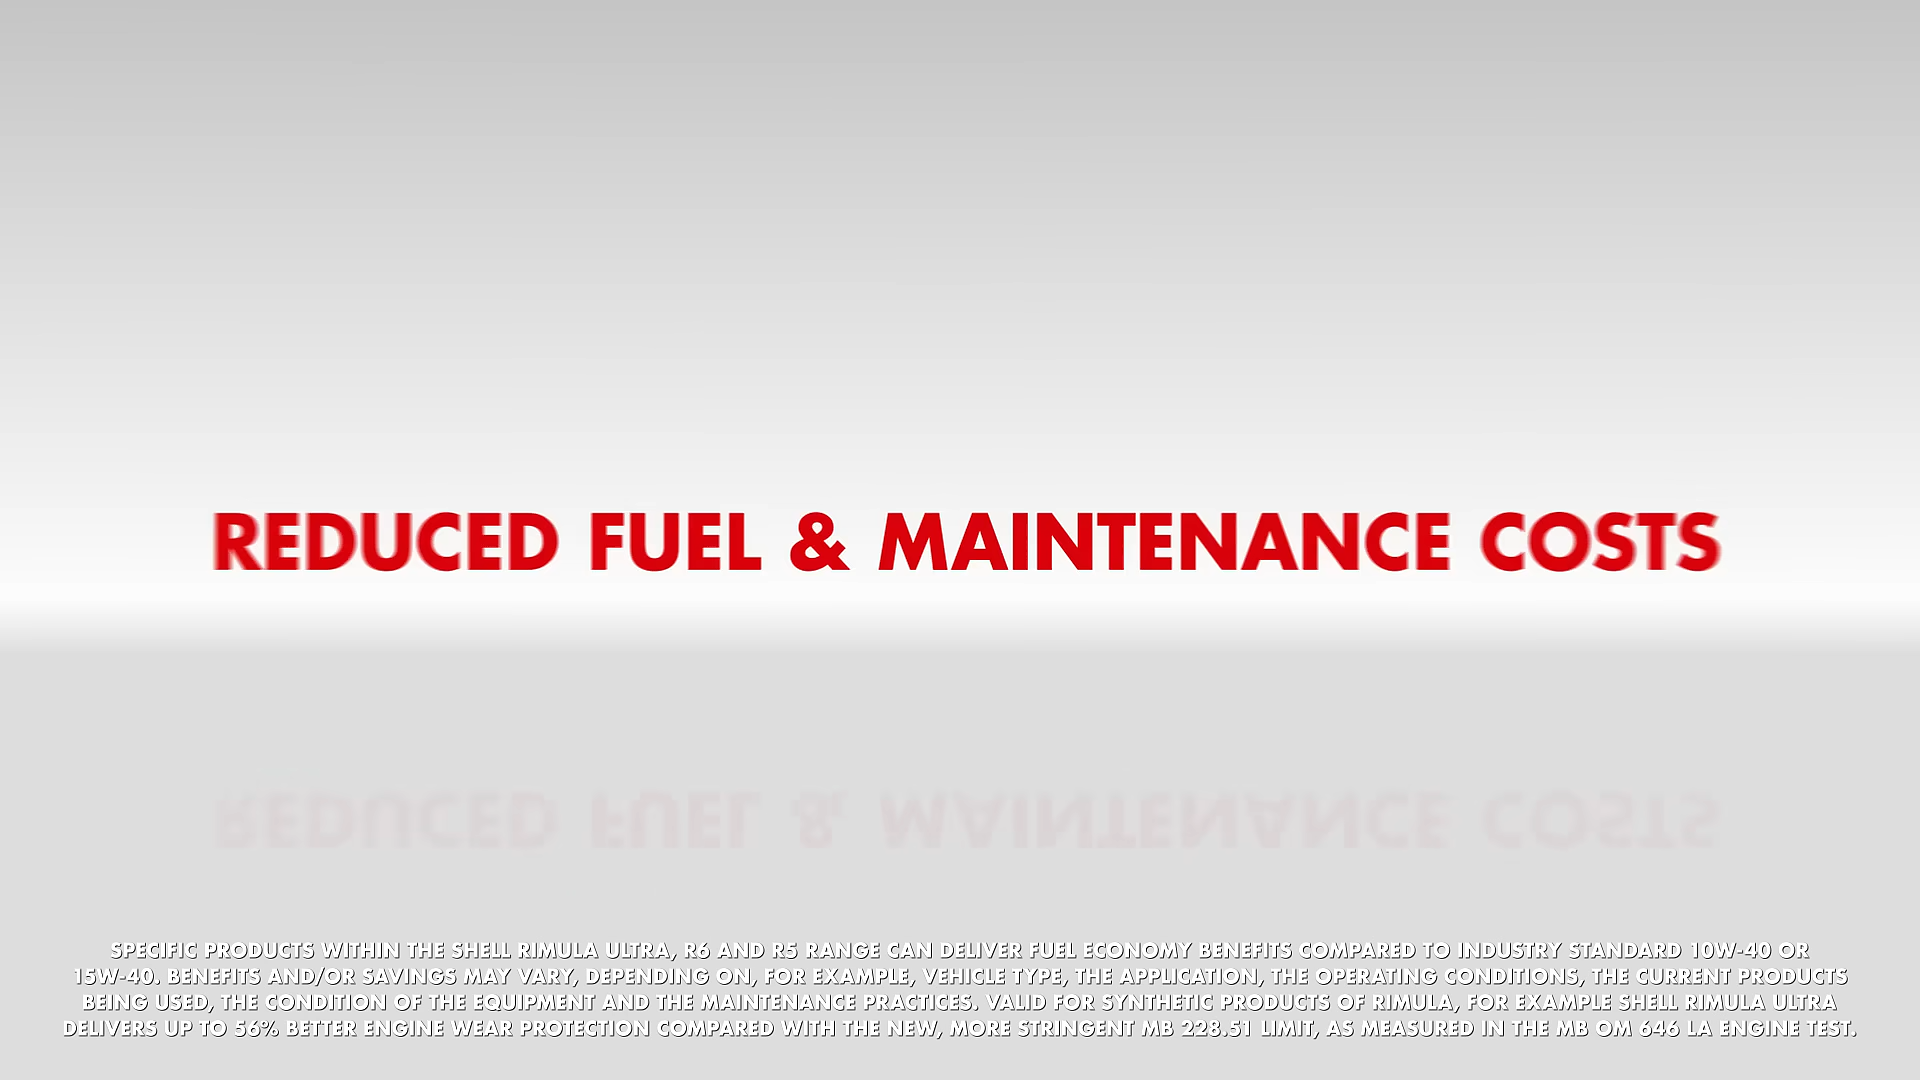 REDUCED FUEL & MAINTENANCE COSTS
SPECIFIC PRODUCTS WITHIN THE SHELL RIMULA ULTRA, R6 AND R5 RANGE CAN DELIVER FUEL ECONOMY BENEFITS COMPARED TO INDUSTRY STANDARD 10W-40 OR
15W-40. BENEFITS AND/OR SAVINGS MAY VARY, DEPENDING ON, FOR EXAMPLE, VEHICLE TYPE, THE APPLICATION, THE OPERATING CONDITIONS, THE CURRENT PRODUCTS
BEING USED, THE CONDITION OF THE EQUIPMENT AND THE MAINTENANCE PRACTICES. VALID FOR SYNTHETIC PRODUCTS OF RIMULA, FOR EXAMPLE SHELL RIMULA ULTRA
DELIVERS UP TO 56% BETTER ENGINE WEAR PROTECTION COMPARED WITH THE NEW, MORE STRINGENT MB 228.51 LIMIT, AS MEASURED IN THE MB OM 646 LA ENGINE TEST.